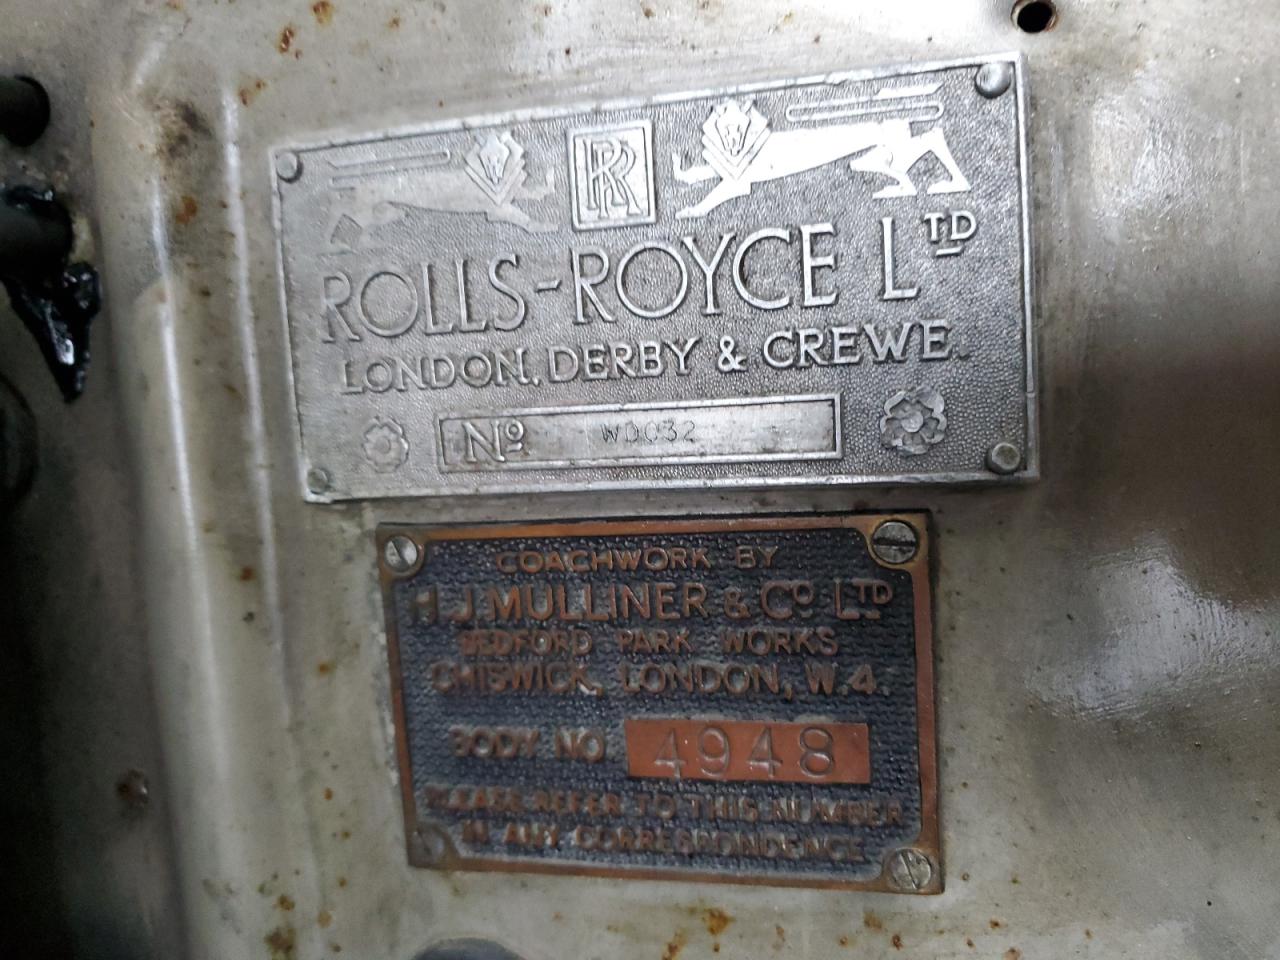 RR
ROLLS-ROYCE LTD
LONDON, DERBY & CREWE.
No WDO32
COACHWORK BY
H.J. MULLINER & Co LTD
BEDFORD PARK WORKS
CHISWICK, LONDON, W.4.
BODY NO 4948
PLEASE REFER TO THIS NUMBER
IN ANY CORRESPONDENCE